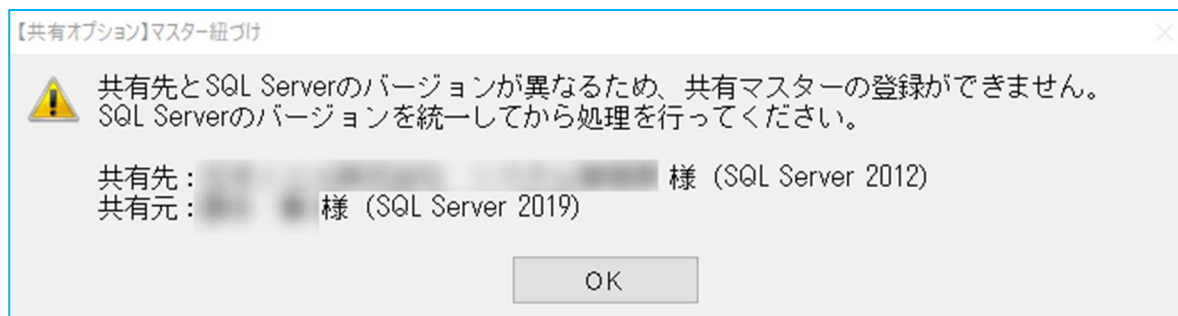 【共有オプション】マスター紐づけ
共有先とSQL Serverのバージョンが異なるため、共有マスターの登録ができません。
SQL Serverのバージョンを統一してから処理を行ってください。
共有先: 様 (SQL Server 2012)
共有元: 様 (SQL Server 2019)
OK